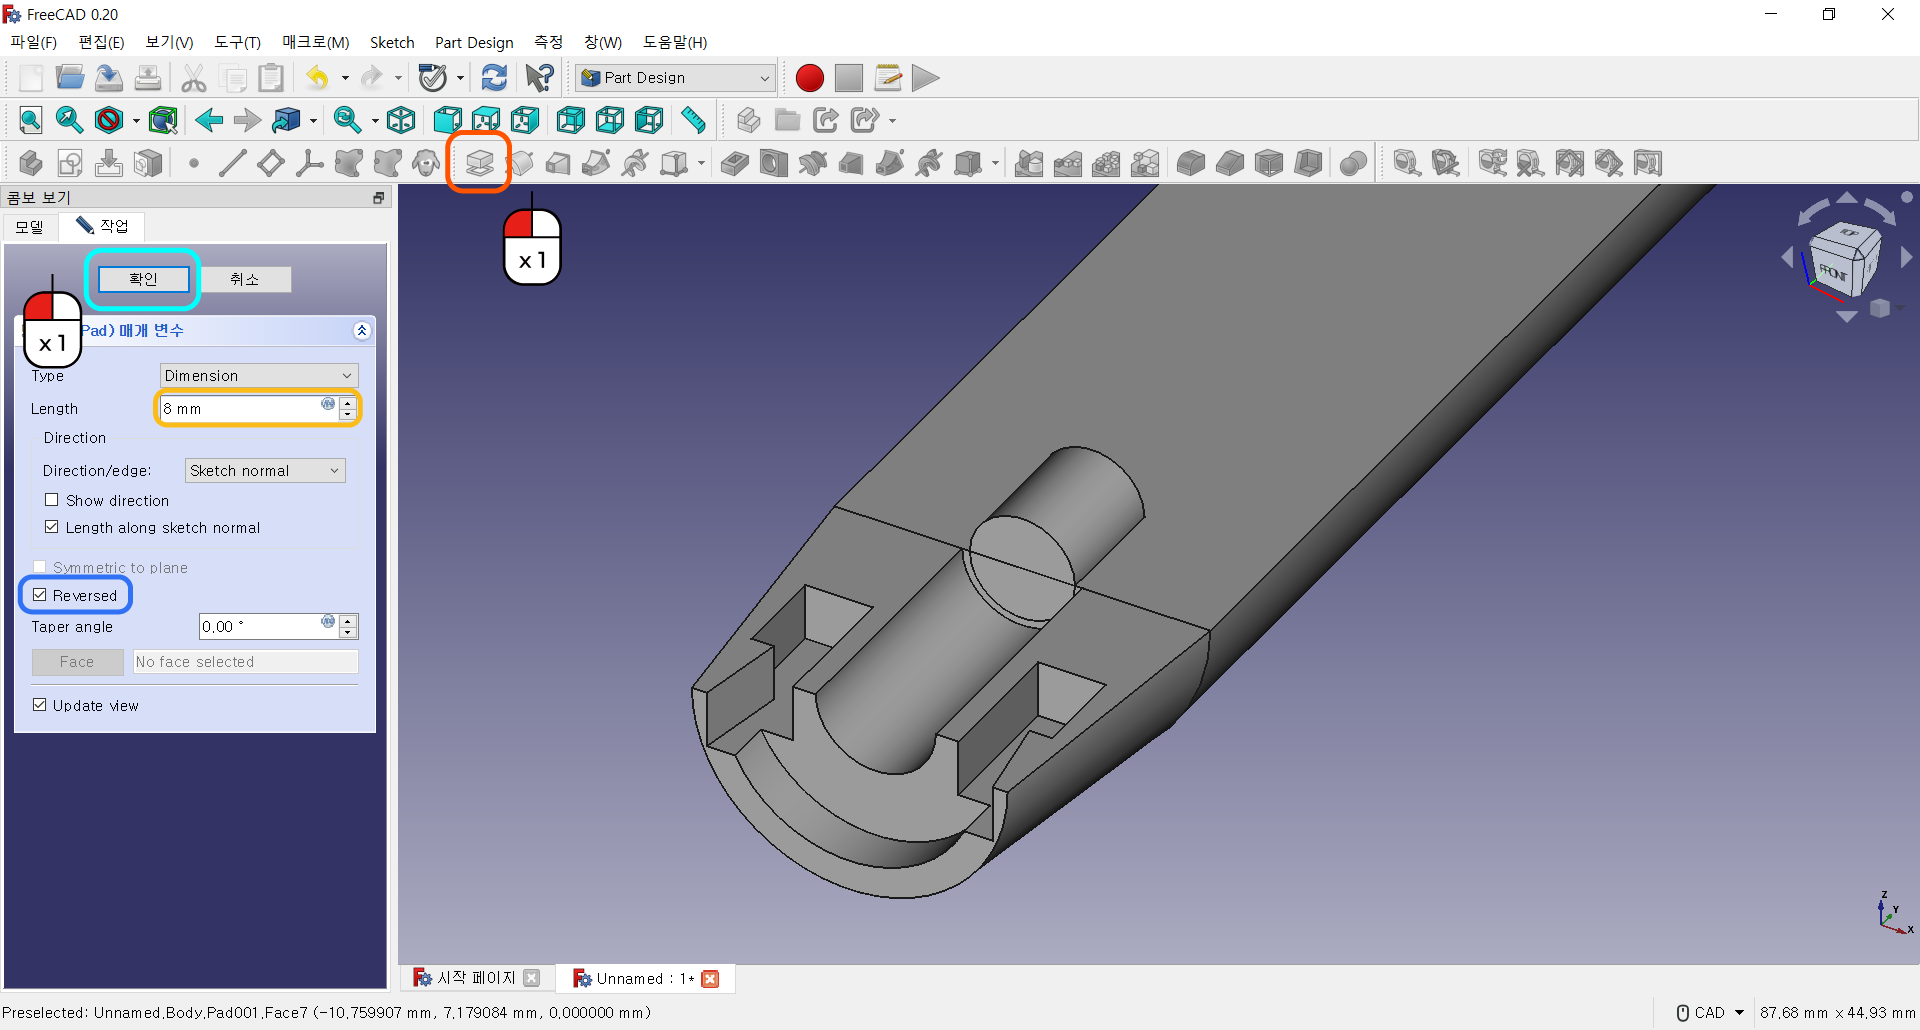 FreeCAD 0.20
파일(F) 편집(E) 보기(V) 도구(T) 매크로(M) Sketch Part Design 측정 창(W) 도움말(H)
Part Design
콤보 보기
모델 작업
확인 취소
x 1
x 1
Pad) 매개 변수
Type Dimension
Length 8 mm
Direction
Direction/edge: Sketch normal
Show direction
Length along sketch normal
Symmetric to plane
Reversed
Taper angle 0.00 °
Face No face selected
Update view
TOP
FRONT
Z
Y
X
시작 페이지 Unnamed : 1*
Preselected: Unnamed.Body.Pad001.Face7 (-10.759907 mm, 7.179084 mm, 0.000000 mm) CAD 87.68 mm x 44.93 mm